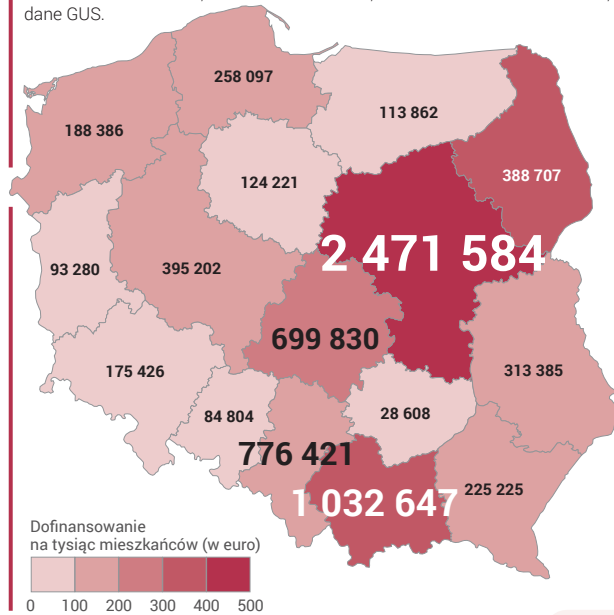 dane GUS.
258 097
113 862
188 386
388 707
124 221
2 471 584
93 280
395 202
699 830
175 426
313 385
84 804
28 608
776 421
1 032 647
225 225
Dofinansowanie
na tysiąc mieszkańców (w euro)
0 100 200 300 400 500